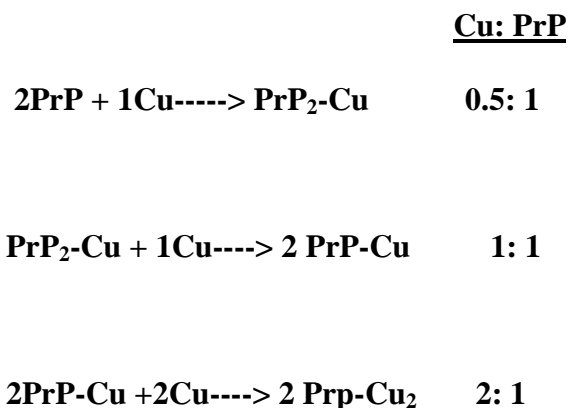 Cu: PrP
2PrP + 1Cu-----> PrP₂-Cu 0.5: 1
PrP₂-Cu + 1Cu----> 2 PrP-Cu 1: 1
2PrP-Cu +2Cu----> 2 Prp-Cu₂ 2: 1